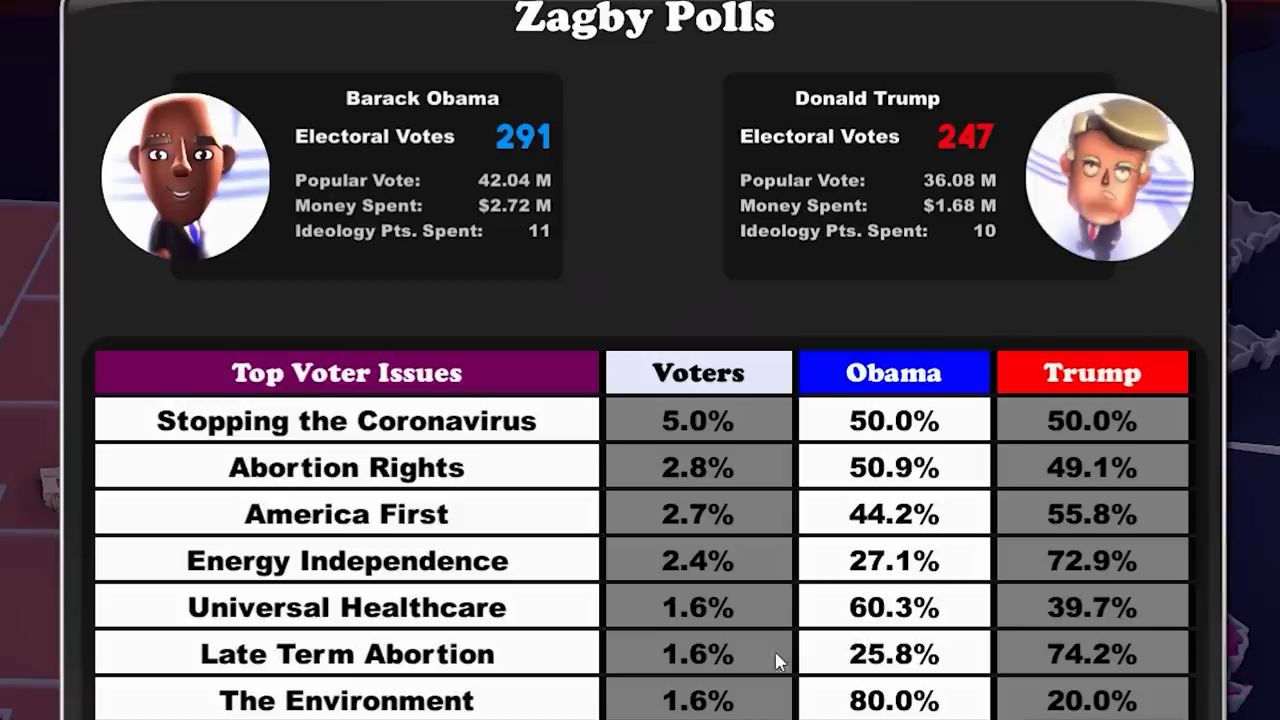 Zagby Polls
Barack Obama
Electoral Votes 291
Popular Vote: 42.04 M
Money Spent: $2.72 M
Ideology Pts. Spent: 11
Donald Trump
Electoral Votes 247
Popular Vote: 36.08 M
Money Spent: $1.68 M
Ideology Pts. Spent: 10
Top Voter Issues Voters Obama Trump
Stopping the Coronavirus 5.0% 50.0% 50.0%
Abortion Rights 2.8% 50.9% 49.1%
America First 2.7% 44.2% 55.8%
Energy Independence 2.4% 27.1% 72.9%
Universal Healthcare 1.6% 60.3% 39.7%
Late Term Abortion 1.6% 25.8% 74.2%
The Environment 1.6% 80.0% 20.0%